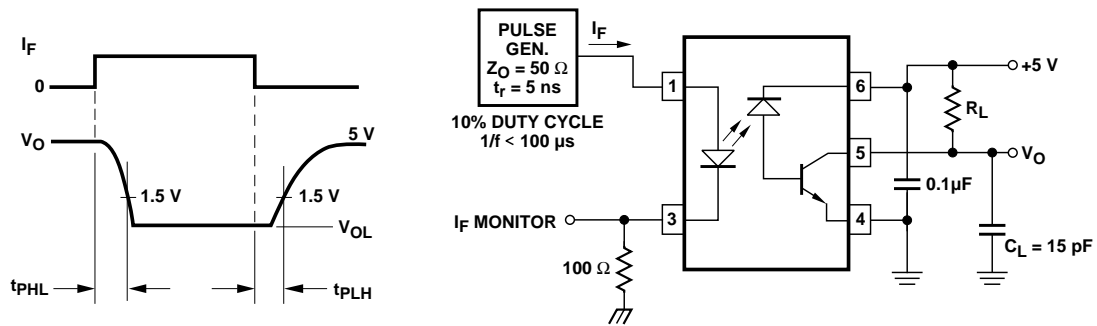 I_F
0
V_O
5 V
1.5 V
1.5 V
V_OL
t_PHL
t_PLH
PULSE
GEN.
Z_O = 50 Ω
t_r = 5 ns
I_F
10% DUTY CYCLE
1/f < 100 µs
I_F MONITOR
100 Ω
1
3
6
5
4
+5 V
R_L
V_O
0.1µF
C_L = 15 pF